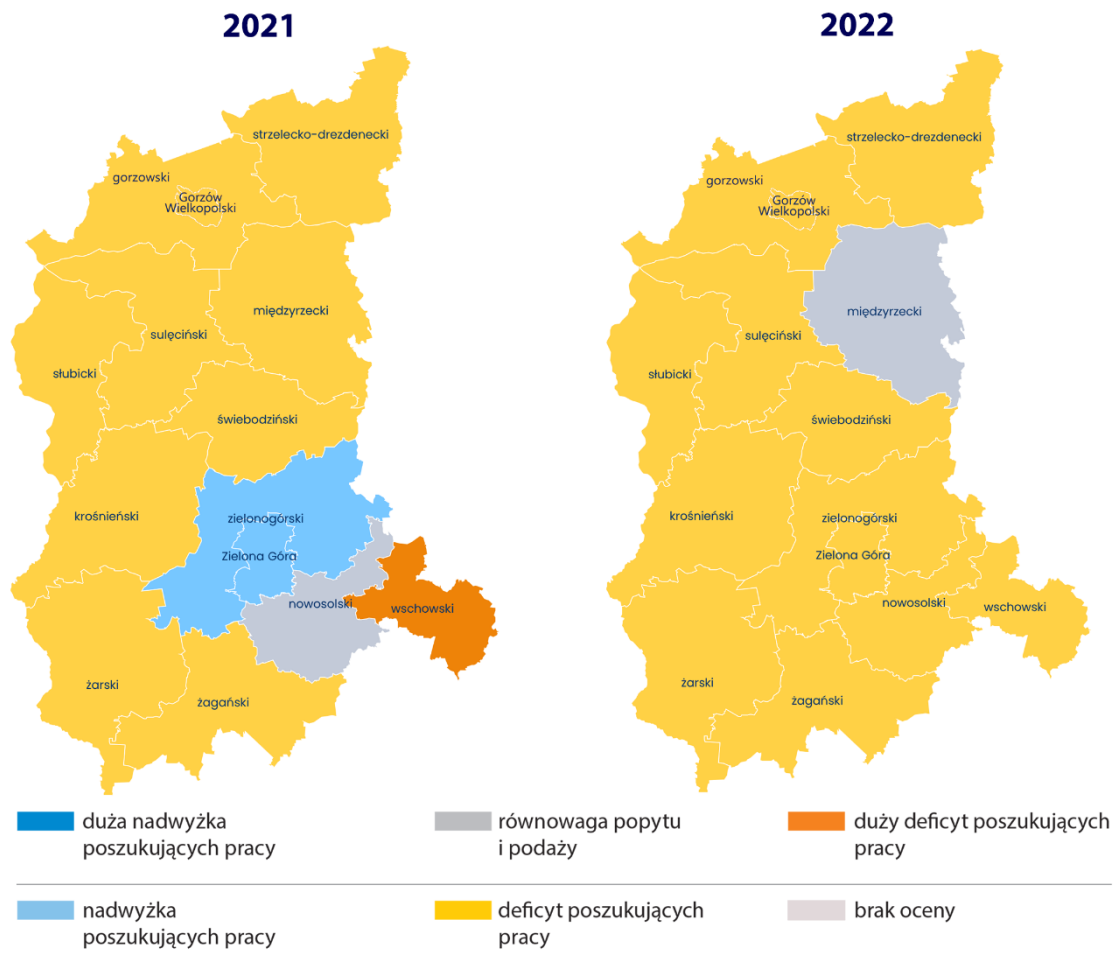 2021
2022
strzelecko-drezdenecki
gorzowski
Gorzów
Wielkopolski
międzyrzecki
sulęciński
słubicki
świebodziński
krośnieński
zielonogórski
Zielona Góra
nowosolski
wschowski
żarski
żagański
strzelecko-drezdenecki
gorzowski
Gorzów
Wielkopolski
międzyrzecki
sulęciński
słubicki
świebodziński
krośnieński
zielonogórski
Zielona Góra
nowosolski
wschowski
żarski
żagański
duża nadwyżka
poszukujących pracy
równowaga popytu
i podaży
duży deficyt poszukujących
pracy
nadwyżka
poszukujących pracy
deficyt poszukujących
pracy
brak oceny